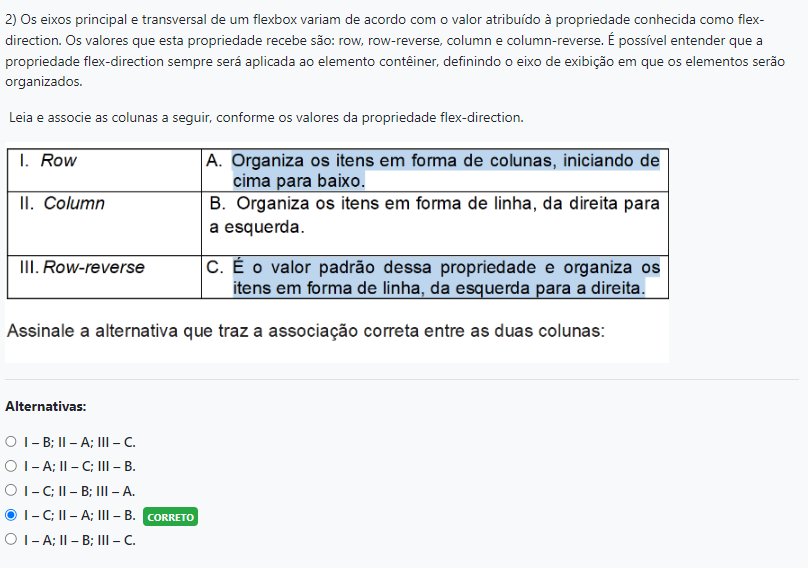 2) Os eixos principal e transversal de um flexbox variam de acordo com o valor atribuído à propriedade conhecida como flex-
direction. Os valores que esta propriedade recebe são: row, row-reverse, column e column-reverse. É possível entender que a
propriedade flex-direction sempre será aplicada ao elemento contêiner, definindo o eixo de exibição em que os elementos serão
organizados.
Leia e associe as colunas a seguir, conforme os valores da propriedade flex-direction.
I. Row
A. Organiza os itens em forma de colunas, iniciando de
cima para baixo.
II. Column
B. Organiza os itens em forma de linha, da direita para
a esquerda.
III. Row-reverse
C. É o valor padrão dessa propriedade e organiza os
itens em forma de linha, da esquerda para a direita.
Assinale a alternativa que traz a associação correta entre as duas colunas:
Alternativas:
I – B; II – A; III – C.
I – A; II – C; III – B.
I – C; II – B; III – A.
I – C; II – A; III – B. CORRETO
I – A; II – B; III – C.